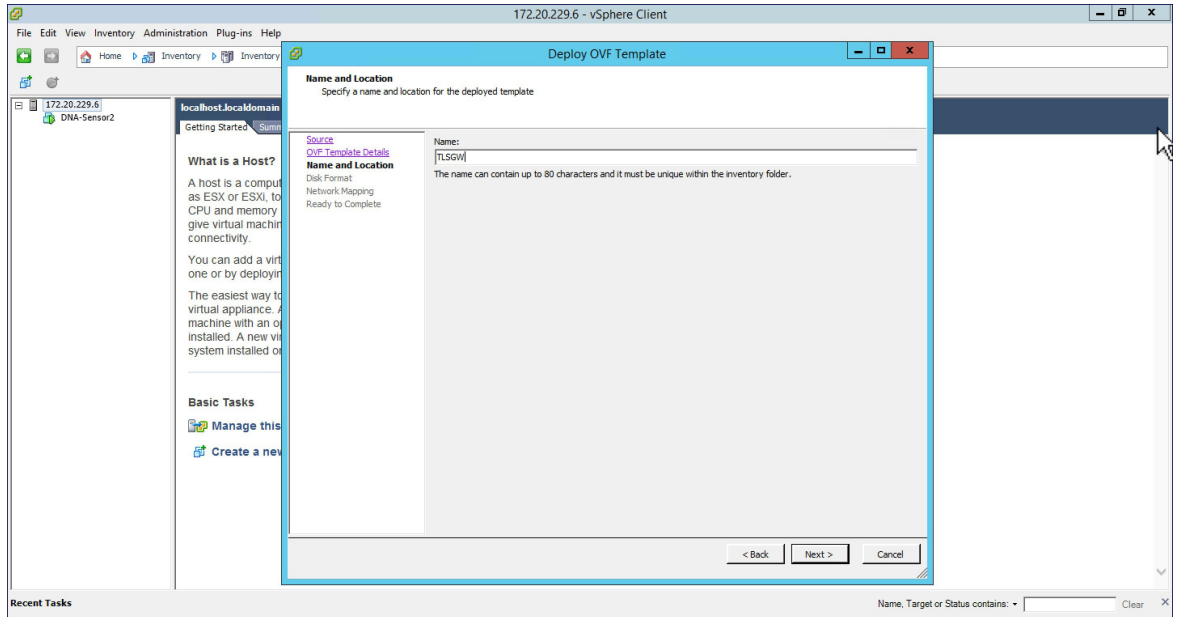 172.20.229.6 - vSphere Client
File Edit View Inventory Administration Plug-ins Help
Home Inventory Inventory
172.20.229.6
DNA-Sensor2
localhost.localdomain
Getting Started
What is a Host?
A host is a
as ESX or ESXi, to
CPU and memory
give virtual
connectivity.
You can add a
one or by
The easiest way to
virtual appliance.
machine with an
installed. A new
system installed
Basic Tasks
Manage this
Create a new
Deploy OVF Template
Name and Location
Specify a name and location for the deployed template
Source
OVF Template Details
Name and Location
Disk Format
Network Mapping
Ready to Complete
Name:
TLSGW
The name can contain up to 80 characters and it must be unique within the inventory folder.
< Back Next > Cancel
Recent Tasks
Name, Target or Status contains: Clear